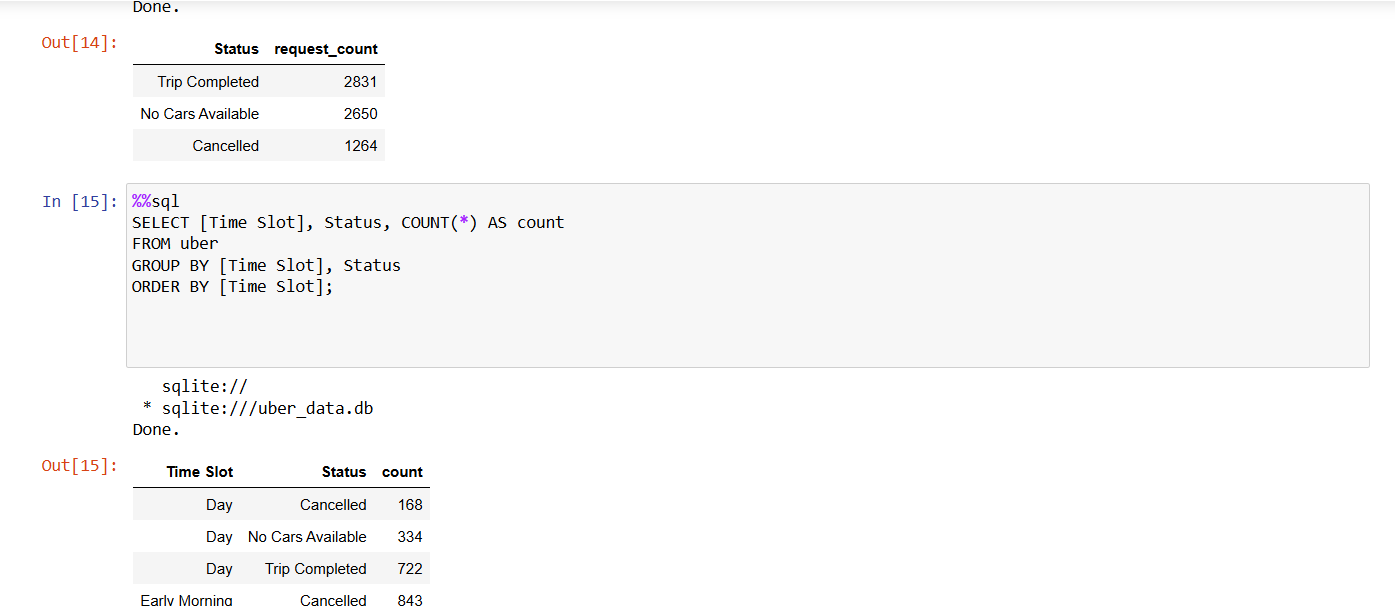 Done.
Out[14]:
Status request_count
Trip Completed 2831
No Cars Available 2650
Cancelled 1264
In [15]: %%sql
SELECT [Time Slot], Status, COUNT(*) AS count
FROM uber
GROUP BY [Time Slot], Status
ORDER BY [Time Slot];
sqlite://
* sqlite:///uber_data.db
Done.
Out[15]:
Time Slot Status count
Day Cancelled 168
Day No Cars Available 334
Day Trip Completed 722
Early Morning Cancelled 843